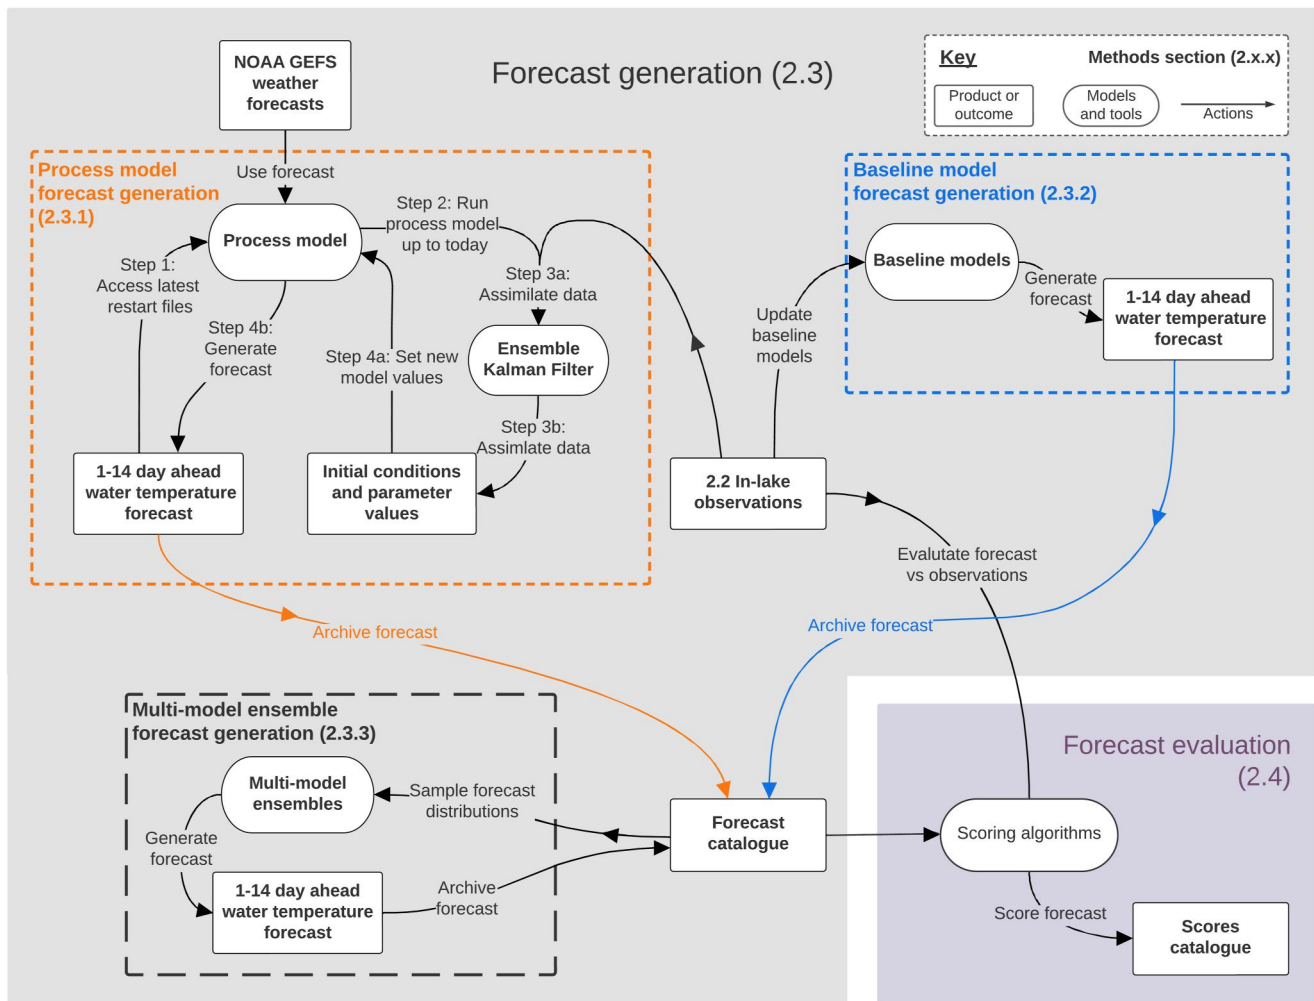 NOAA GEFS
weather
forecasts
Forecast generation (2.3)
Key
Methods section (2.x.x)
Product or
outcome
Models
and tools
Actions
Process model
forecast generation
(2.3.1)
Use forecast
Process model
Step 2: Run
process model
up to today
Step 1:
Access latest
restart files
Step 4b:
Generate
forecast
Step 4a: Set new
model values
Step 3a:
Assimilate data
Ensemble
Kalman Filter
Step 3b:
Assimlate data
1-14 day ahead
water temperature
forecast
Initial conditions
and parameter
values
Baseline model
forecast generation (2.3.2)
Baseline models
Generate
forecast
1-14 day ahead
water temperature
forecast
Update
baseline
models
2.2 In-lake
observations
Evalutate forecast
vs observations
Archive forecast
Archive forecast
Multi-model ensemble
forecast generation (2.3.3)
Multi-model
ensembles
Sample forecast
distributions
Generate
forecast
1-14 day ahead
water temperature
forecast
Archive
forecast
Forecast
catalogue
Forecast evaluation
(2.4)
Scoring algorithms
Score forecast
Scores
catalogue